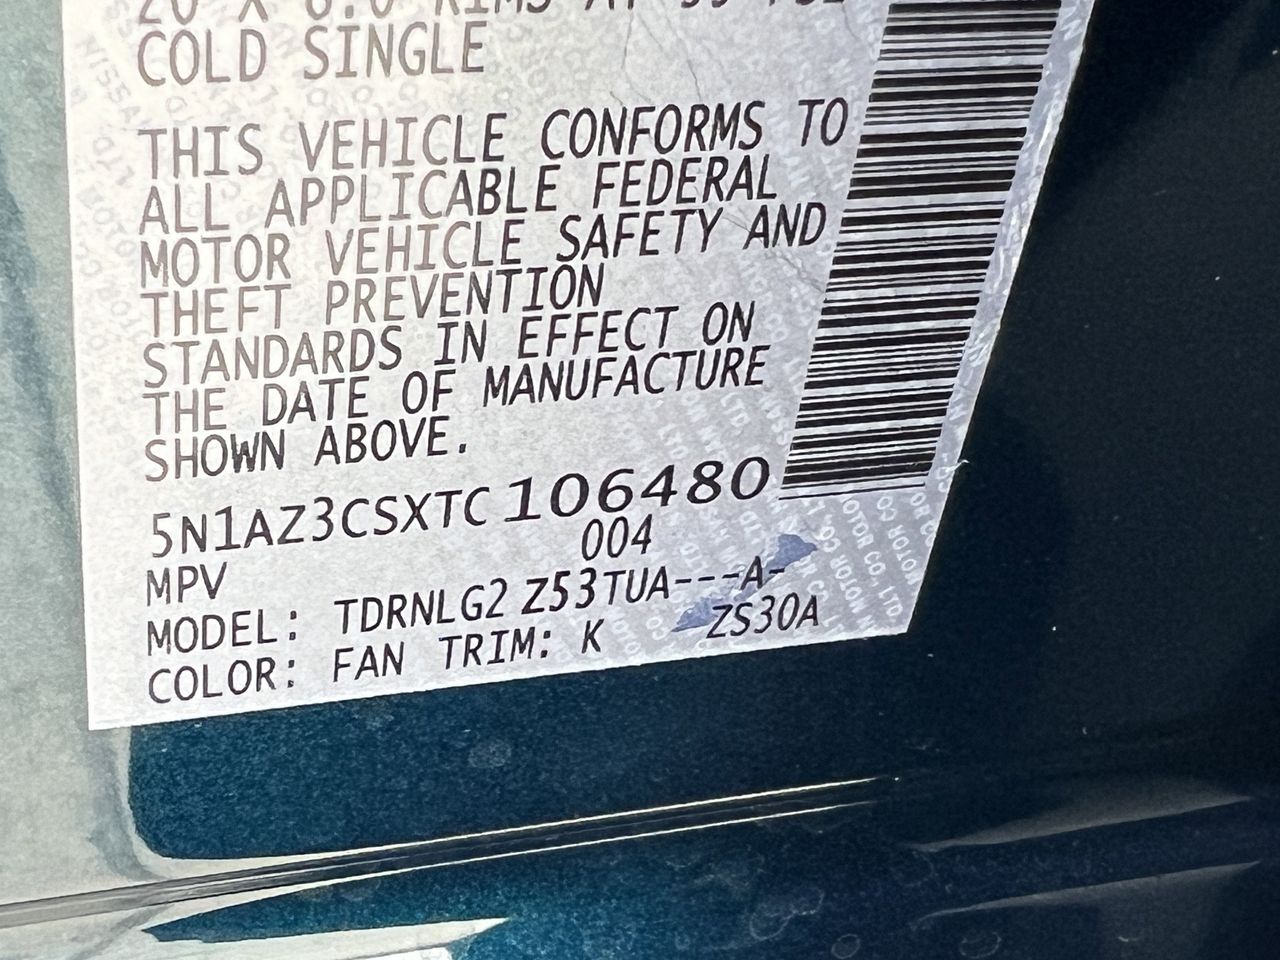 COLD SINGLE
THIS VEHICLE CONFORMS TO
ALL APPLICABLE FEDERAL
MOTOR VEHICLE SAFETY AND
THEFT PREVENTION
STANDARDS IN EFFECT ON
THE DATE OF MANUFACTURE
SHOWN ABOVE.
5N1AZ3CSXTC106480
004
MPV
MODEL: TDRNLG2 Z53TUA---A-
COLOR: FAN TRIM: K ZS30A